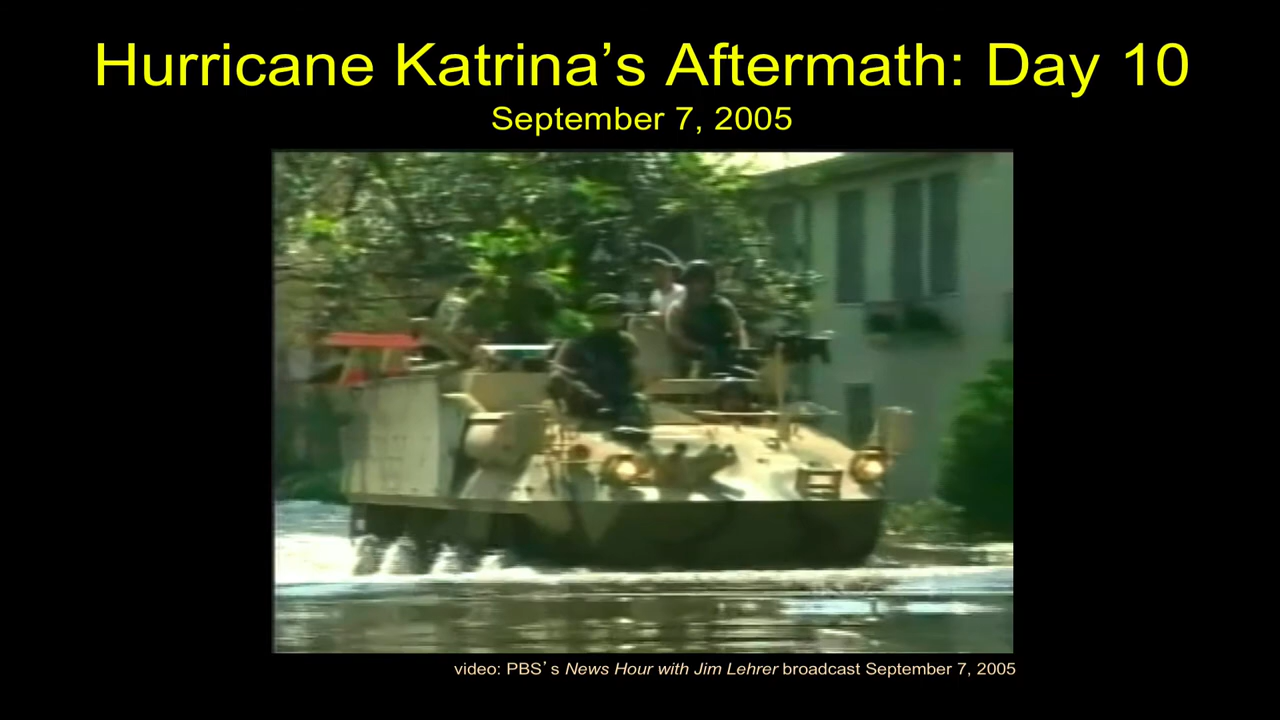 Hurricane Katrina’s Aftermath: Day 10
September 7, 2005
video: PBS’s News Hour with Jim Lehrer broadcast September 7, 2005